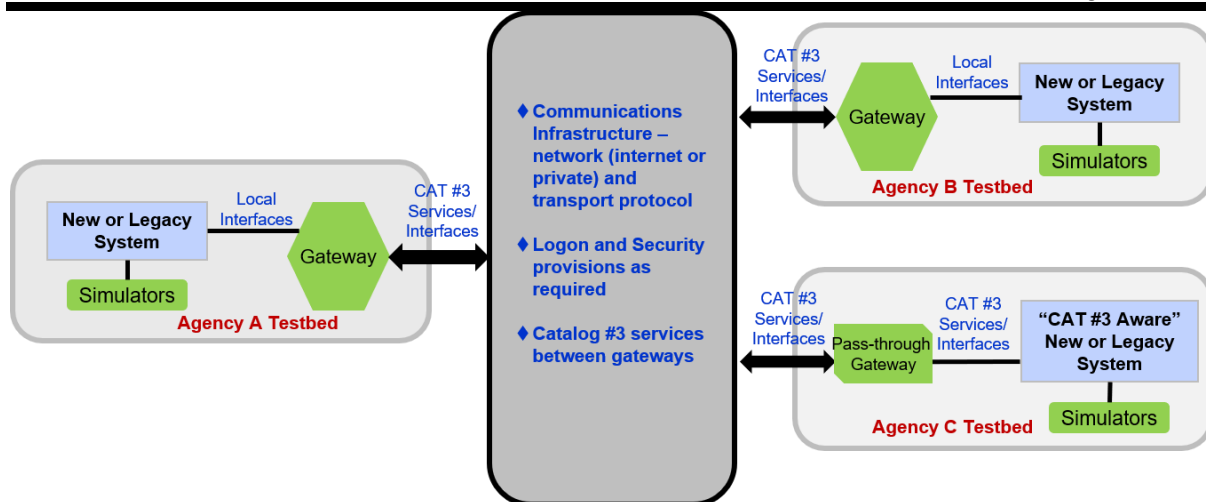 CAT #3
Services/
Interfaces
Local
Interfaces
New or Legacy
System
Simulators
Gateway
Agency A Testbed
♦ Communications
Infrastructure –
network (internet or
private) and
transport protocol
♦ Logon and Security
provisions as
required
♦ Catalog #3 services
between gateways
CAT #3
Services/
Interfaces
Gateway
Local
Interfaces
New or Legacy
System
Simulators
Agency B Testbed
CAT #3
Services/
Interfaces
Pass-through
Gateway
CAT #3
Services/
Interfaces
“CAT #3 Aware”
New or Legacy
System
Simulators
Agency C Testbed